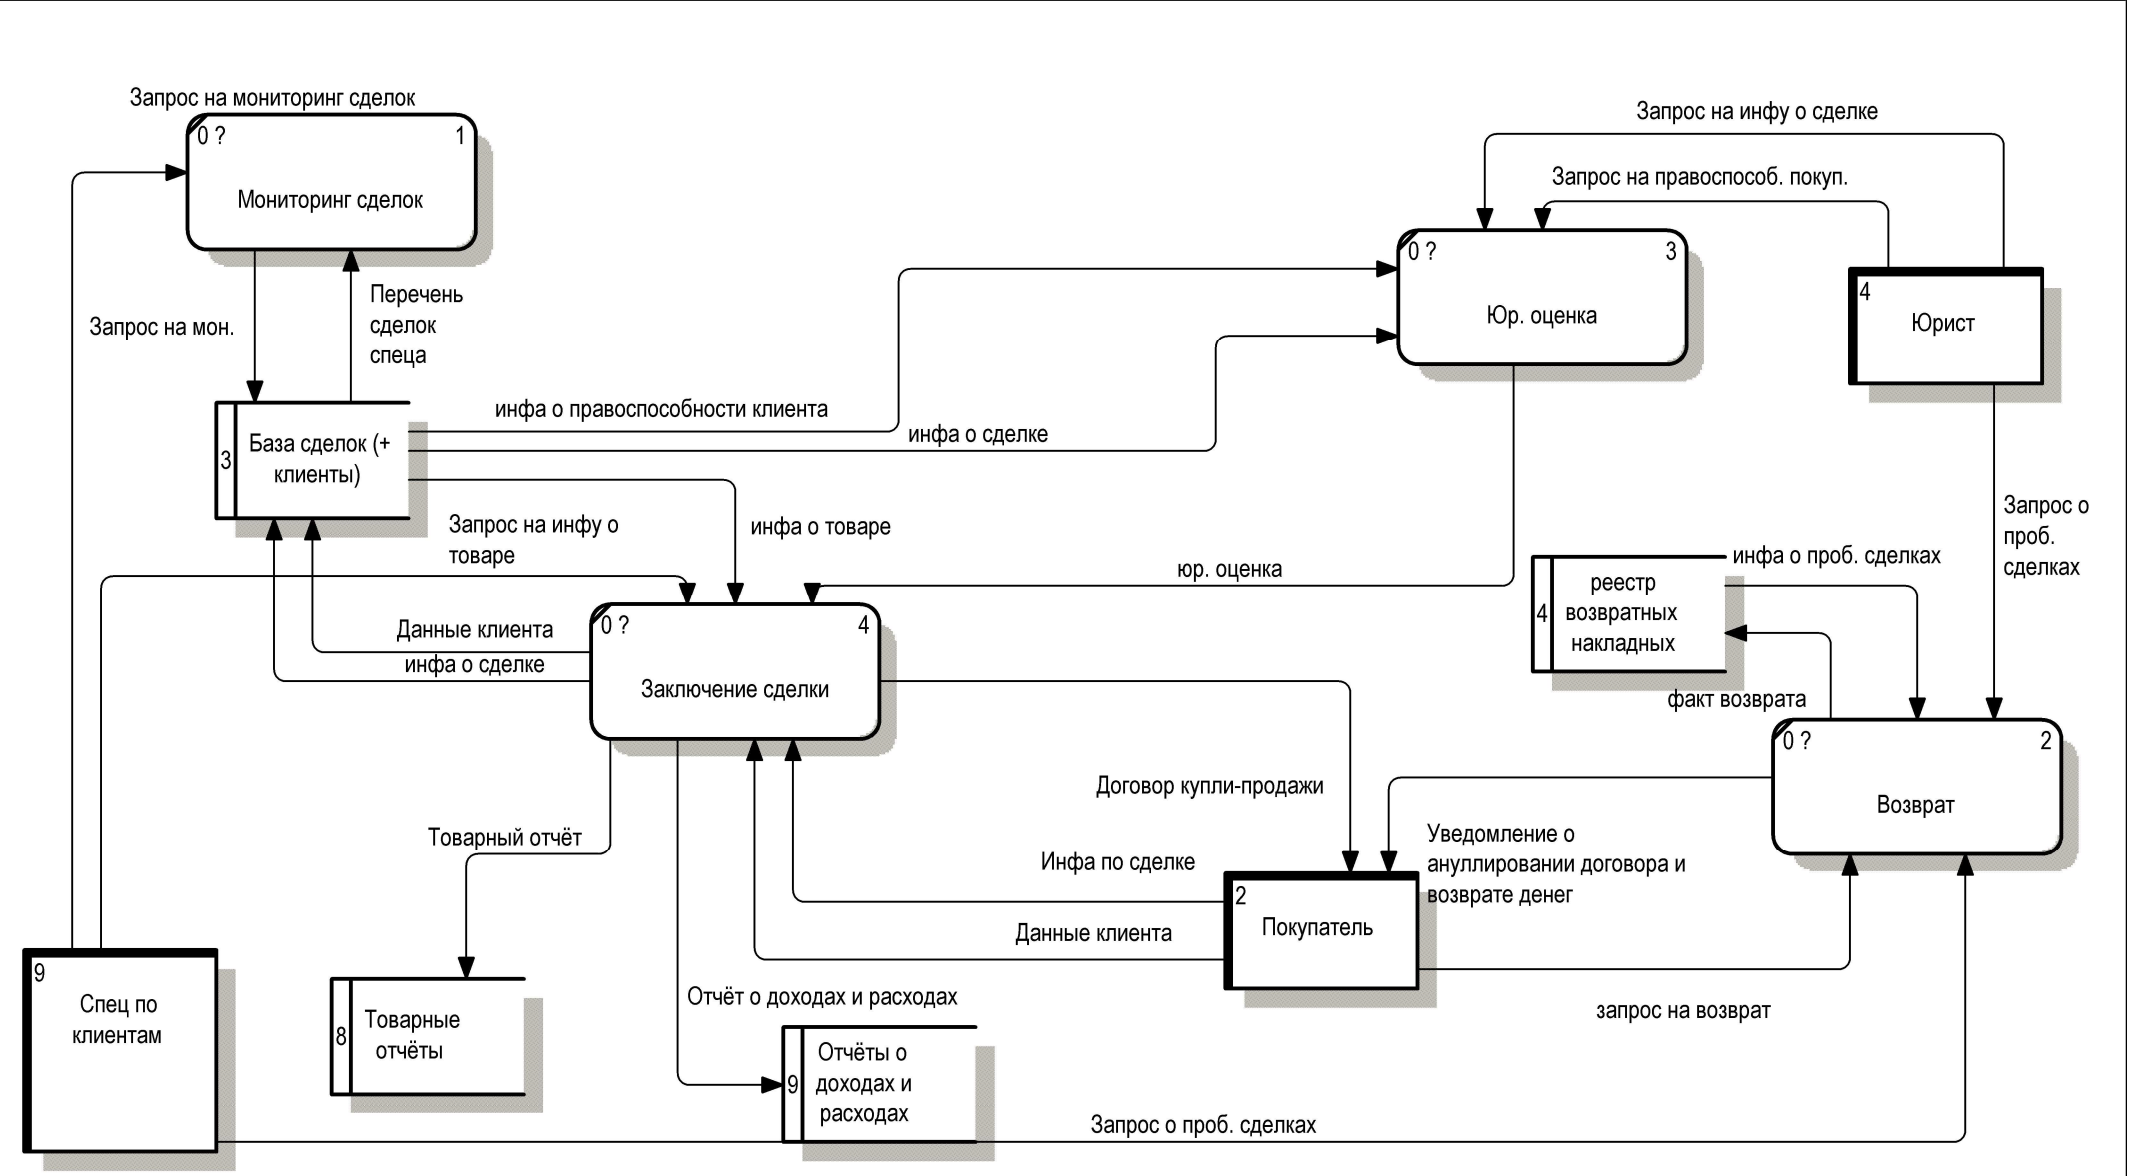 Запрос на мониторинг сделок
0 ?
1
Мониторинг сделок
Запрос на мон.
Перечень
сделок
спеца
Запрос на инфу о сделке
Запрос на правоспособ. покуп.
0 ?
3
Юр. оценка
4
Юрист
3
База сделок (+
клиенты)
инфа о правоспособности клиента
инфа о сделке
Запрос на инфу о
товаре
инфа о товаре
юр. оценка
Запрос о
проб.
сделках
инфа о проб. сделках
4
реестр
возвратных
накладных
факт возврата
Данные клиента
инфа о сделке
0 ?
4
Заключение сделки
0 ?
2
Возврат
Договор купли-продажи
Товарный отчёт
Инфа по сделке
Данные клиента
Уведомление о
ануллировании договора и
возврате денег
2
Покупатель
запрос на возврат
9
Спец по
клиентам
8
Товарные
отчёты
Отчёт о доходах и расходах
9
Отчёты о
доходах и
расходах
Запрос о проб. сделках